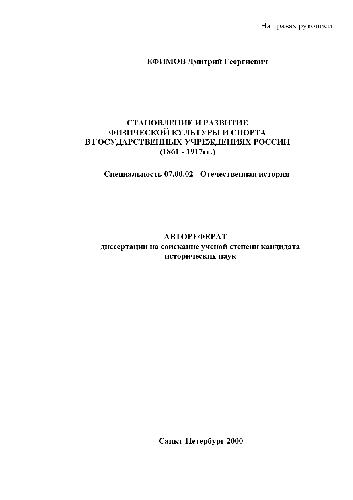 На правах рукописи
ЕФИМОВ Дмитрий Георгиевич
СТАНОВЛЕНИЕ И РАЗВИТИЕ
ФИЗИЧЕСКОЙ КУЛЬТУРЫ И СПОРТА
В ГОСУДАРСТВЕННЫХ УЧРЕЖДЕНИЯХ РОССИИ
(1861 - 1917гг.)
Специальность 07.00.02 - Отечественная история
АВТОРЕФЕРАТ
диссертации на соискание ученой степени кандидата
исторических наук
Санкт-Петербург 2000